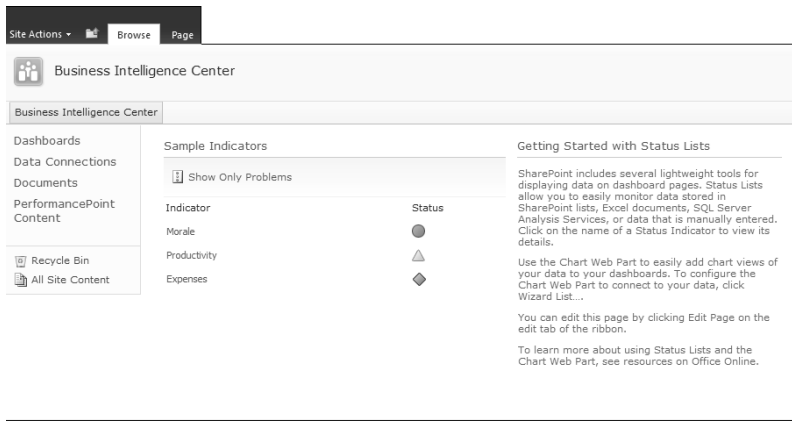 Site Actions
Browse
Page
Business Intelligence Center
Business Intelligence Center
Dashboards
Data Connections
Documents
PerformancePoint
Content
Recycle Bin
All Site Content
Sample Indicators
Show Only Problems
Indicator Status
Morale
Productivity
Expenses
Getting Started with Status Lists
SharePoint includes several lightweight tools for
displaying data on dashboard pages. Status Lists
allow you to easily monitor data stored in
SharePoint lists, Excel documents, SQL Server
Analysis Services, or data that is manually entered.
Click on the name of a Status Indicator to view its
details.
Use the Chart Web Part to easily add chart views of
your data to your dashboards. To configure the
Chart Web Part to connect to your data, click
Wizard List....
You can edit this page by clicking Edit Page on the
edit tab of the ribbon.
To learn more about using Status Lists and the
Chart Web Part, see resources on Office Online.